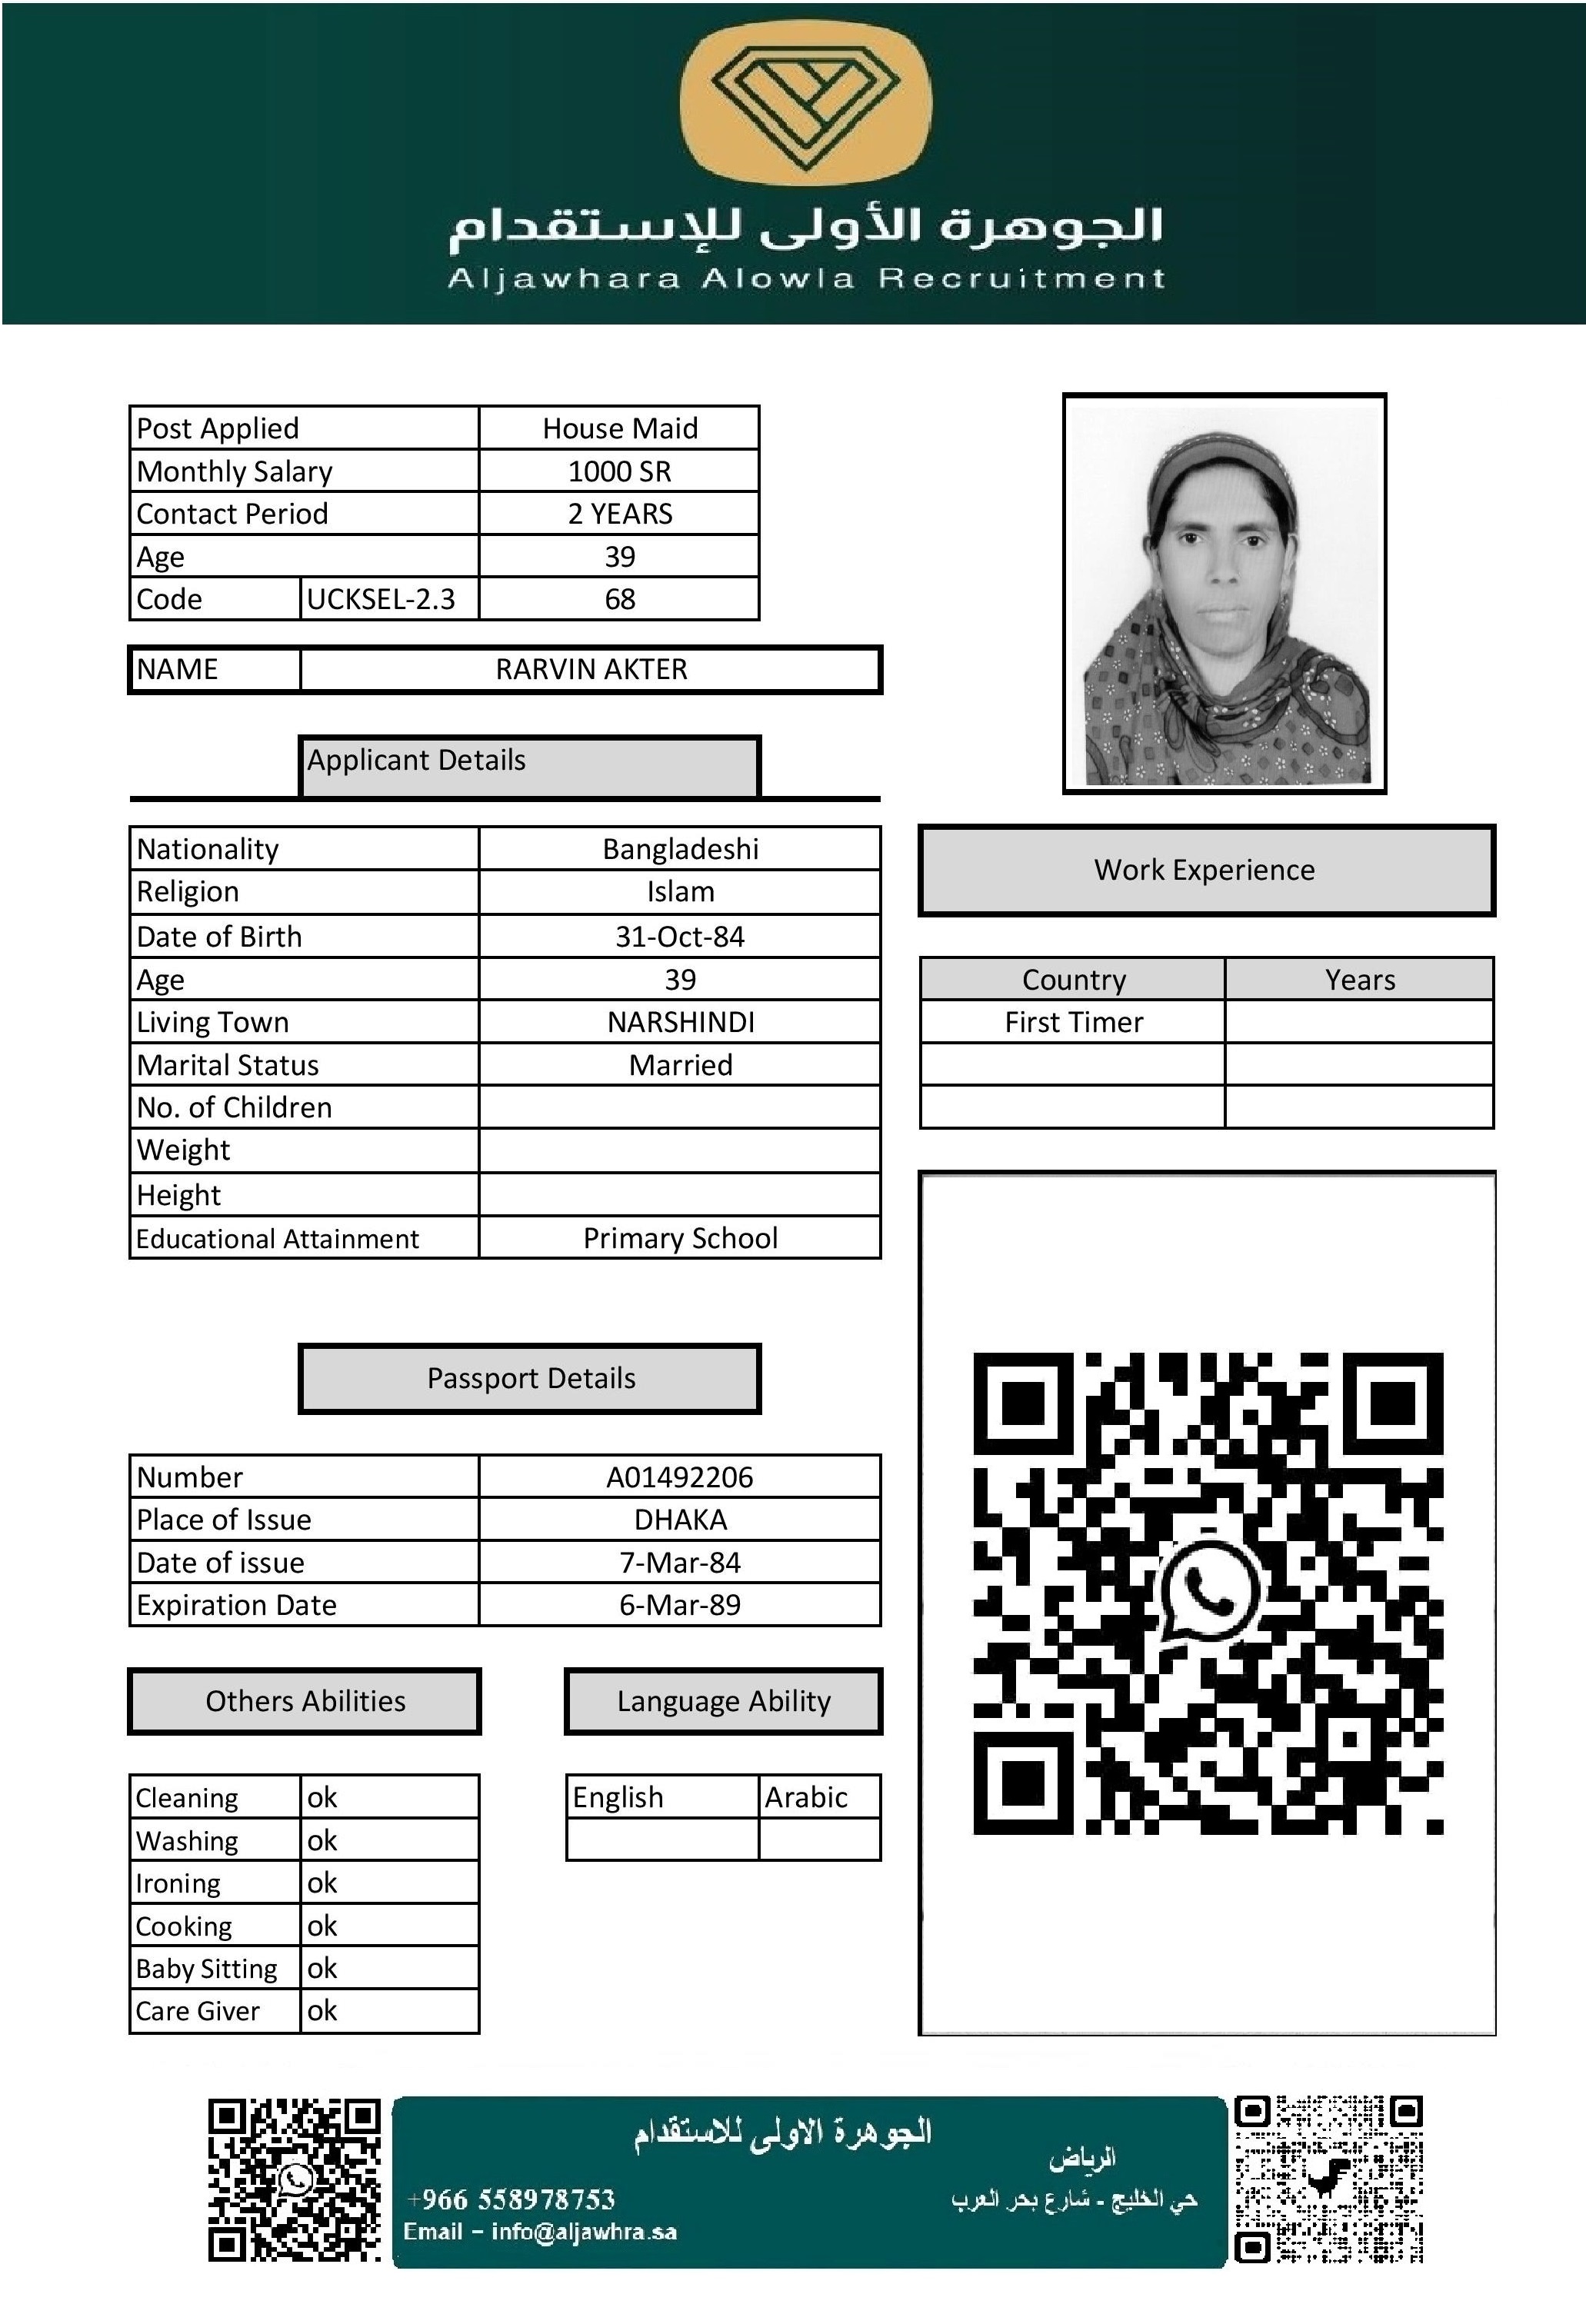 الجوهرة الأولى للإستقدام
Aljawhara Alowla Recruitment
Post Applied House Maid
Monthly Salary 1000 SR
Contact Period 2 YEARS
Age 39
Code UCKSEL-2.3 68
NAME RARVIN AKTER
Applicant Details
Nationality Bangladeshi
Religion Islam
Date of Birth 31-Oct-84
Age 39
Living Town NARSHINDI
Marital Status Married
No. of Children
Weight
Height
Educational Attainment Primary School
Work Experience
Country Years
First Timer
Passport Details
Number A01492206
Place of Issue DHAKA
Date of issue 7-Mar-84
Expiration Date 6-Mar-89
Others Abilities
Cleaning ok
Washing ok
Ironing ok
Cooking ok
Baby Sitting ok
Care Giver ok
Language Ability
English Arabic
الجوهرة الاولى للاستقدام
الرياض
حي الخليج - شارع بحر العرب
+966 558978753
Email – info@aljawhra.sa